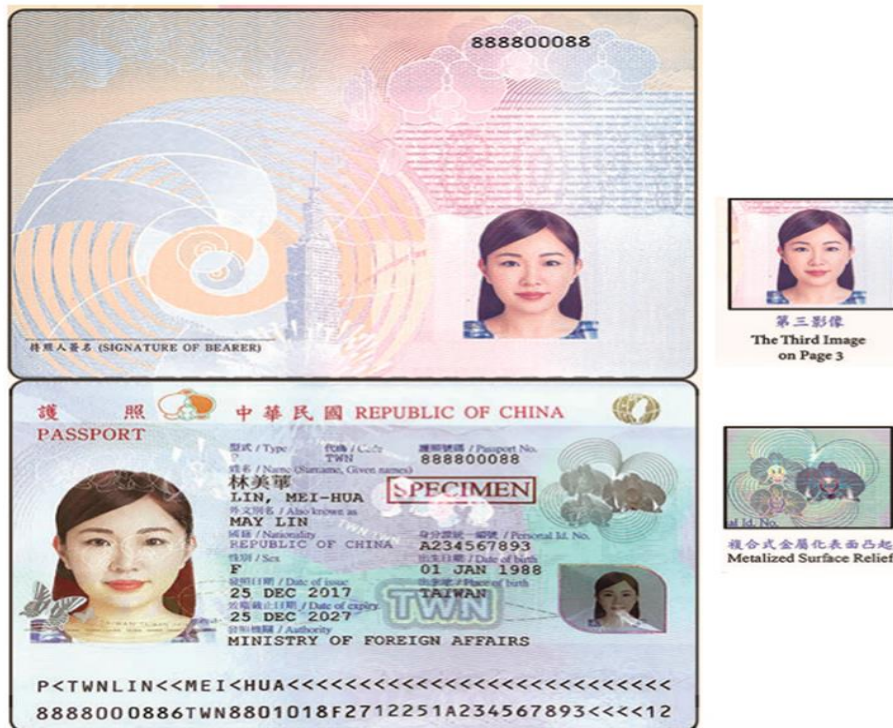 888800088
持照人簽名 (SIGNATURE OF BEARER)
第三影像
The Third Image
on Page 3
護 照 中華民國 REPUBLIC OF CHINA
PASSPORT
型式 / Type 代碼 / Code 護照號碼 / Passport No.
P TWN 888800088
姓名 / Name (Surname, Given names)
林美華
LIN, MEI-HUA
SPECIMEN
外文別名 / Also known as
MAY LIN
國籍 / Nationality 身分證統一編號 / Personal Id. No.
REPUBLIC OF CHINA A234567893
性別 / Sex 出生日期 / Date of birth
F 01 JAN 1988
發照日期 / Date of issue 出生地 / Place of birth
25 DEC 2017 TAIWAN
效期截止日期 / Date of expiry
25 DEC 2027
TWN
發照機關 / Authority
MINISTRY OF FOREIGN AFFAIRS
P<TWNLIN<<MEI<HUA<<<<<<<<<<<<<<<<<<<<<<<<<<<
8888000886TWN8801018F2712251A234567893<<<<12
al Id. No.
複合式金屬化表面凸起
Metalized Surface Relief